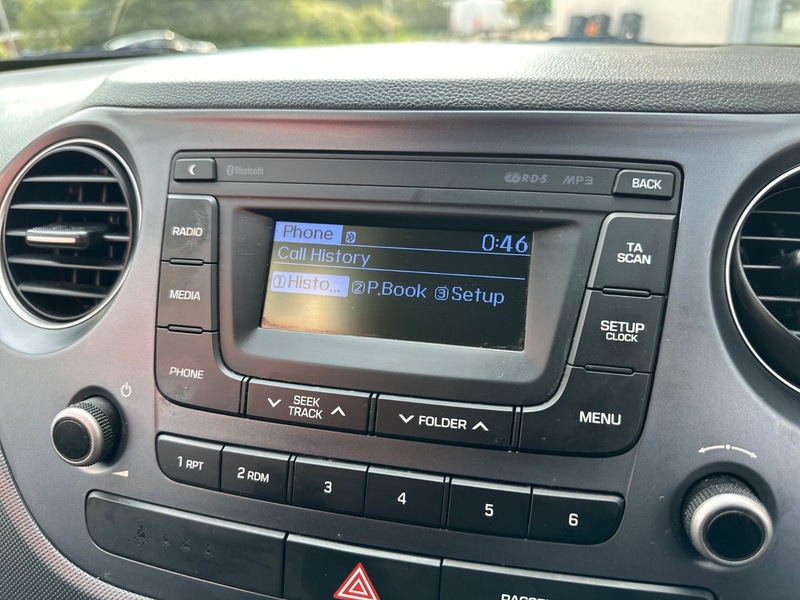 Bluetooth
R·D·S
MP3
BACK
RADIO
MEDIA
PHONE
Phone
0:46
Call History
①Histo... ②P.Book ③Setup
TA
SCAN
SETUP
CLOCK
MENU
SEEK
TRACK
FOLDER
1 RPT
2 RDM
3
4
5
6